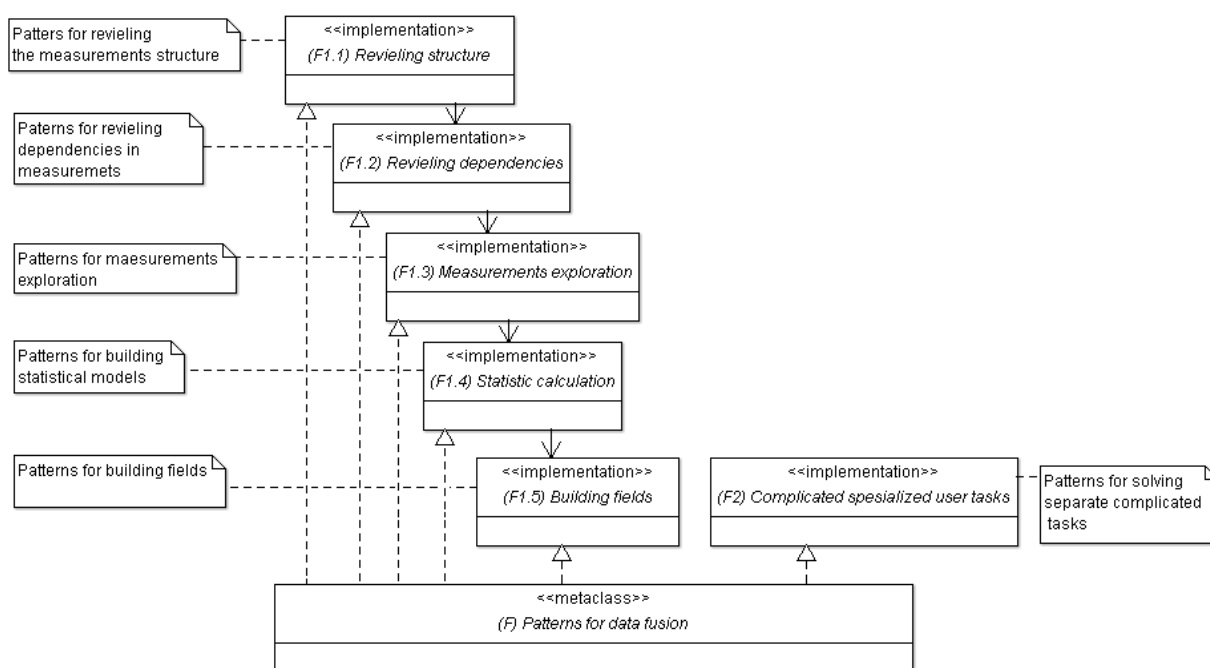 Patters for revieling
the measurements structure
<<implementation>>
(F1.1) Revieling structure
Paterns for revieling
dependencies in
measuremets
<<implementation>>
(F1.2) Revieling dependencies
Patterns for maesurements
exploration
<<implementation>>
(F1.3) Measurements exploration
Patterns for building
statistical models
<<implementation>>
(F1.4) Statistic calculation
Patterns for building fields
<<implementation>>
(F1.5) Building fields
<<implementation>>
(F2) Complicated spesialized user tasks
Patterns for solving
separate complicated
tasks
<<metaclass>>
(F) Patterns for data fusion